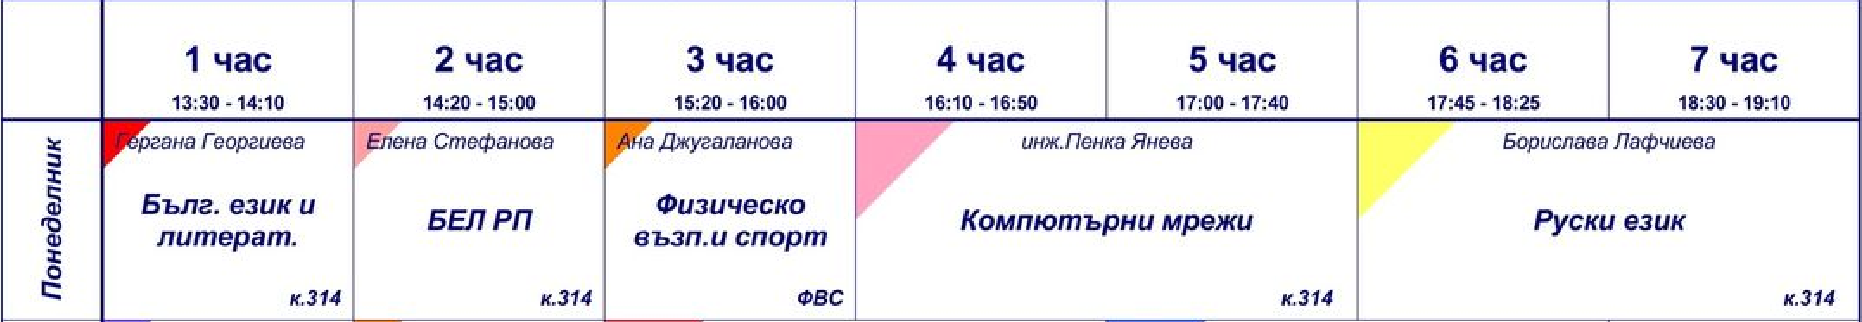 1 час
2 час
3 час
4 час
5 час
6 час
7 час
13:30 - 14:10
14:20 - 15:00
15:20 - 16:00
16:10 - 16:50
17:00 - 17:40
17:45 - 18:25
18:30 - 19:10
Понеделник
Гергана Георгиева
Бълг. език и
литерат.
к.314
Елена Стефанова
БЕЛ РП
к.314
Ана Джугаланова
Физическо
възп.и спорт
ФВС
инж.Пенка Янева
Компютърни мрежи
к.314
Борислава Лафчиева
Руски език
к.314